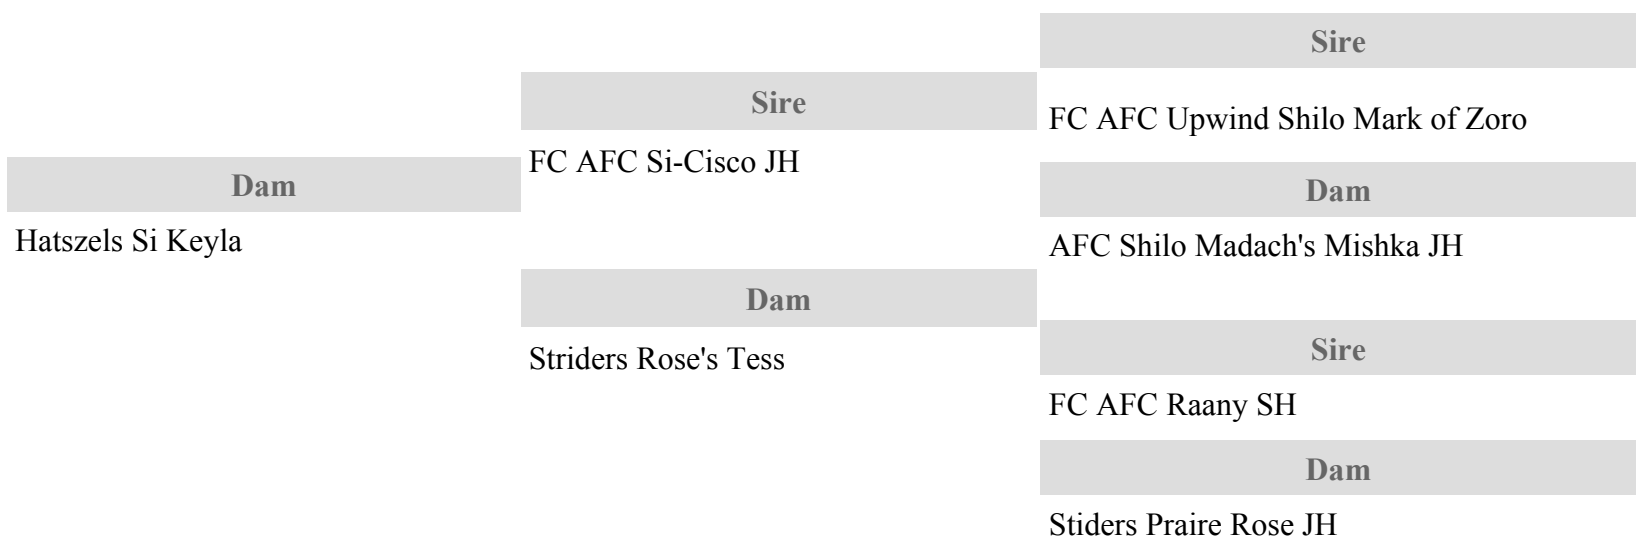 Sire
Sire
FC AFC Upwind Shilo Mark of Zoro
FC AFC Si-Cisco JH
Dam
Dam
Hatszels Si Keyla
AFC Shilo Madach's Mishka JH
Dam
Sire
Striders Rose's Tess
FC AFC Raany SH
Dam
Stiders Praire Rose JH